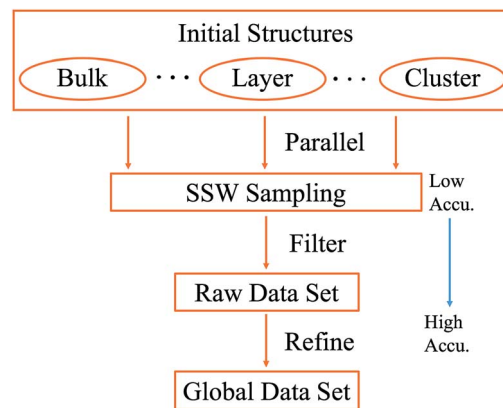 Initial Structures
Bulk ··· Layer ··· Cluster
Parallel
SSW Sampling
Low
Accu.
Filter
Raw Data Set
High
Accu.
Refine
Global Data Set